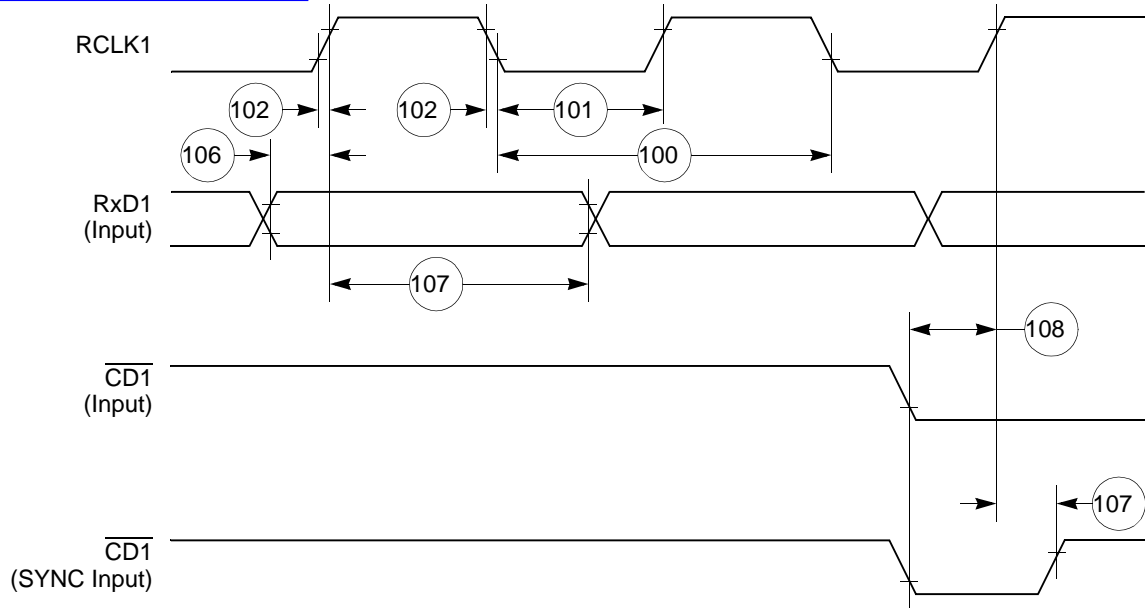 RCLK1
102
102
101
106
100
RxD1
(Input)
107
108
CD1
(Input)
107
CD1
(SYNC Input)